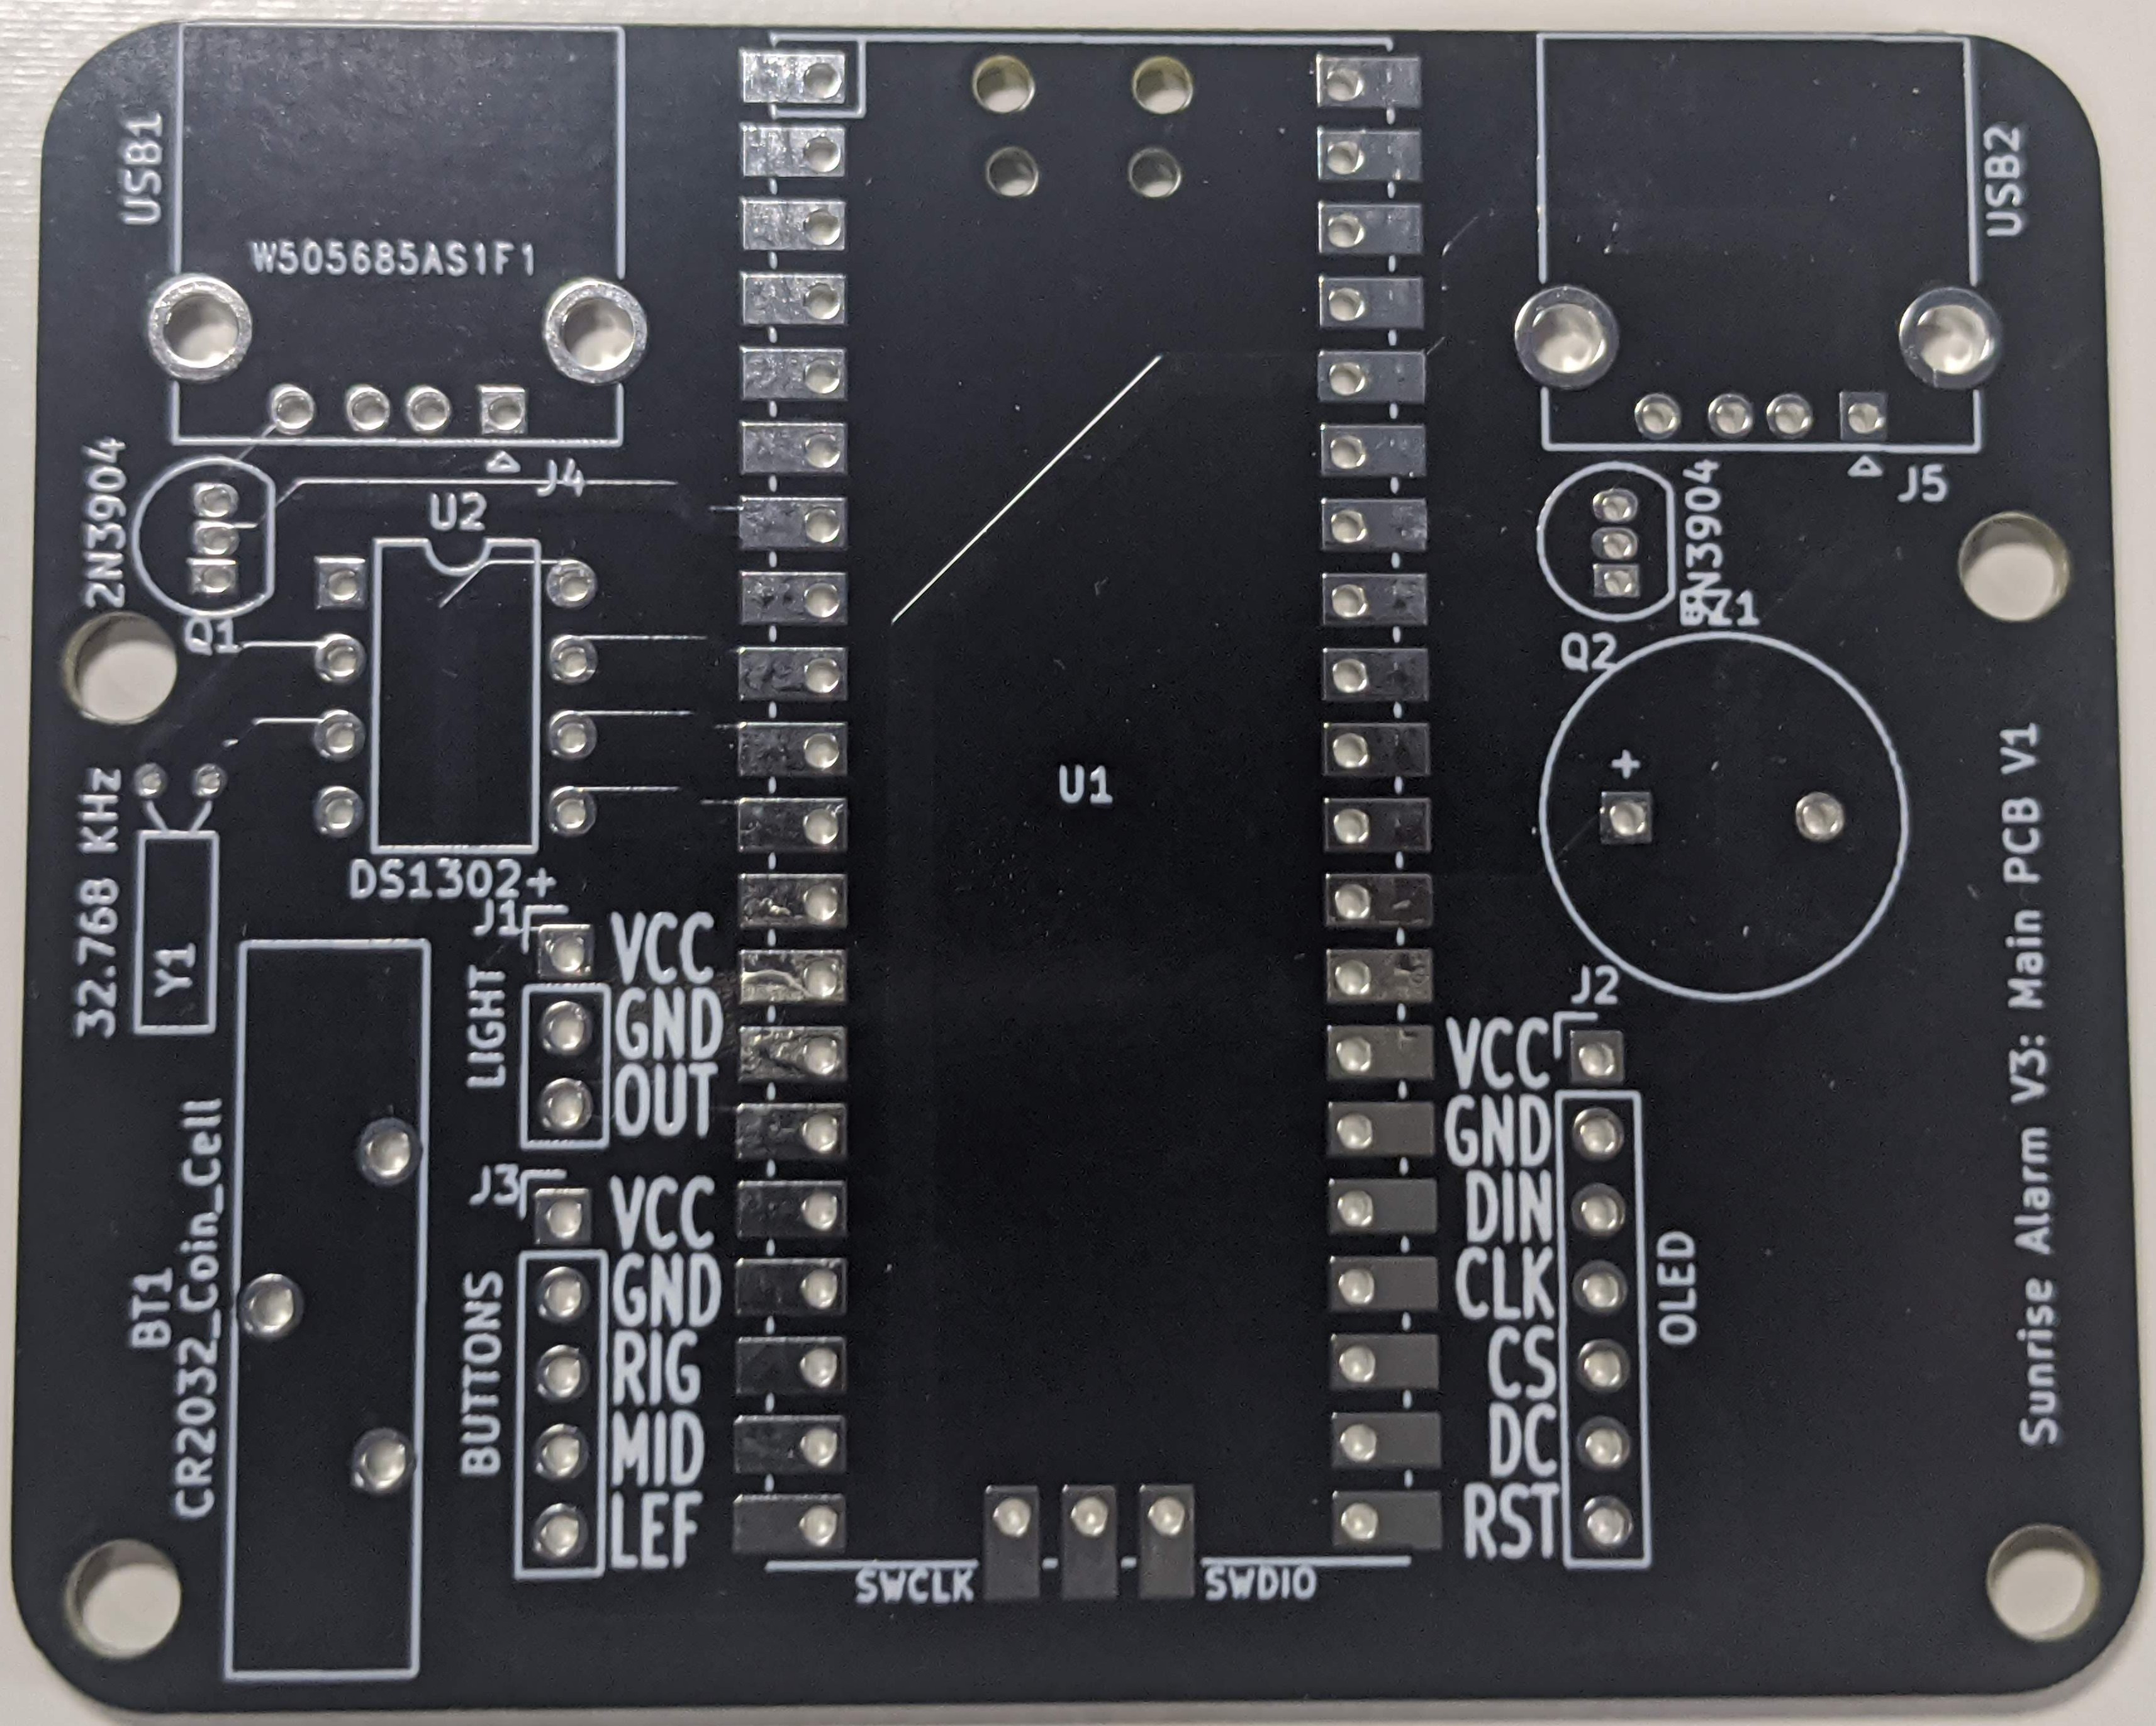 USB1
W505685AS1F1
USB2
2N3904
J4
J5
U2
2N3904
BZ1
Q1
Q2
+
32.768 KHz
U1
DS1302+
Y1
J1
LIGHT
VCC
GND
OUT
J2
VCC
GND
DIN
CLK
CS
DC
RST
OLED
Sunrise Alarm V3: Main PCB V1
BT1
CR2032_Coin_Cell
J3
BUTTONS
VCC
GND
RIG
MID
LEF
SWCLK
SWDIO